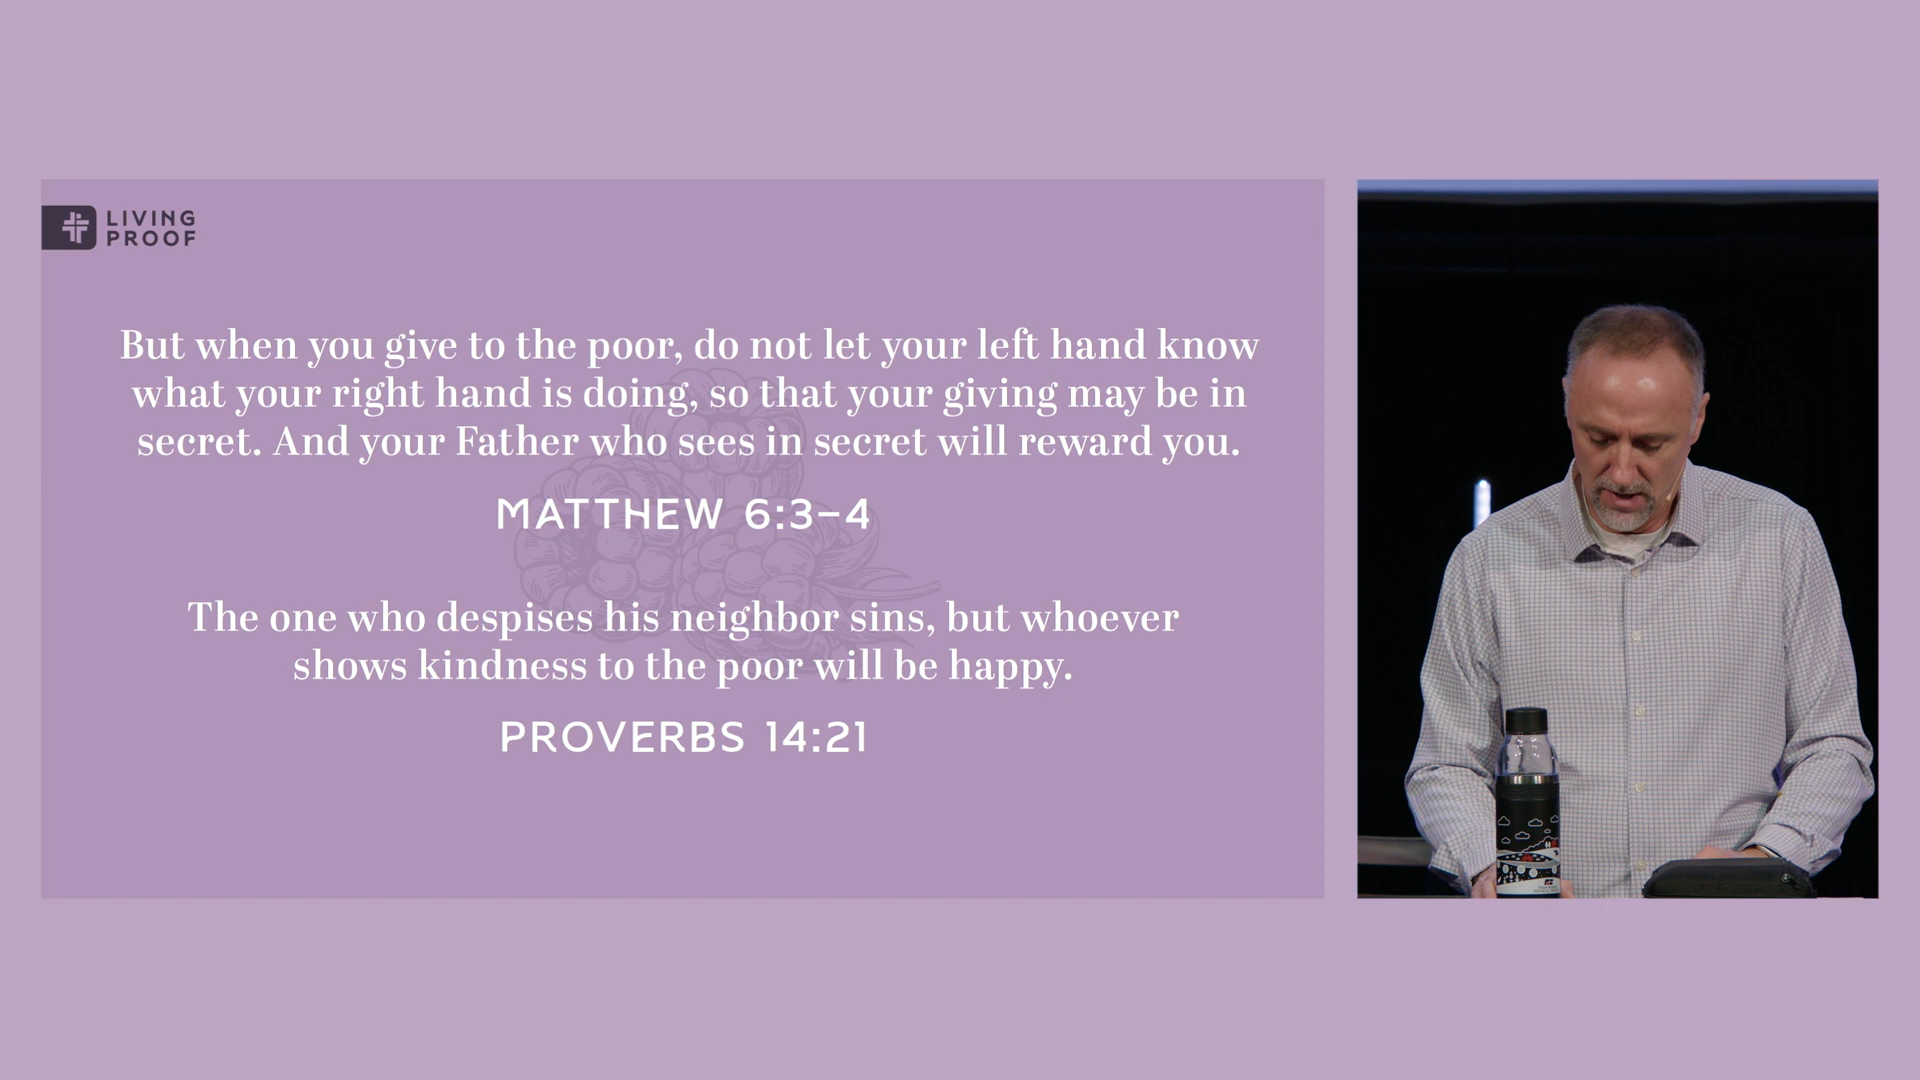 LIVING
PROOF
But when you give to the poor, do not let your left hand know
what your right hand is doing, so that your giving may be in
secret. And your Father who sees in secret will reward you.
MATTHEW 6:3–4
The one who despises his neighbor sins, but whoever
shows kindness to the poor will be happy.
PROVERBS 14:21